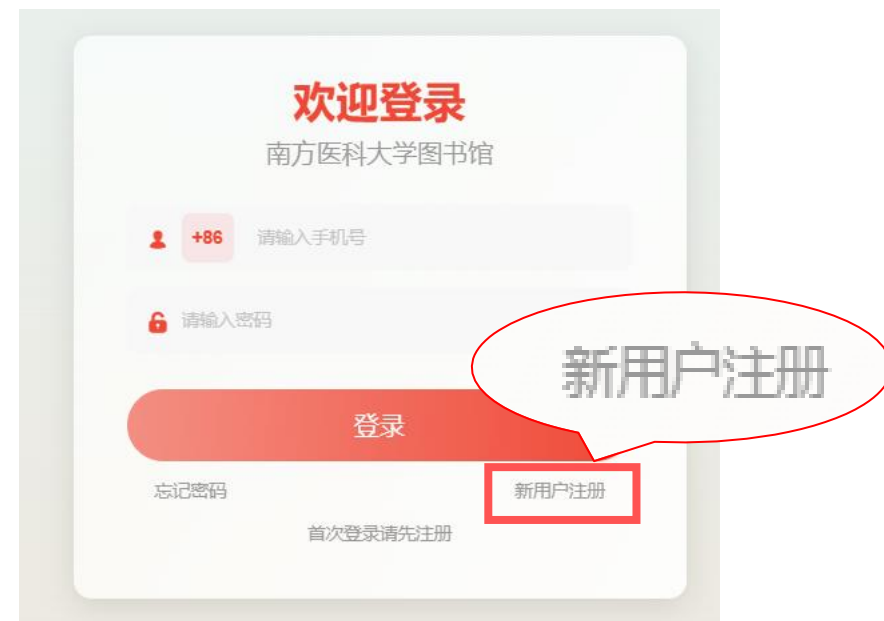 欢迎登录
南方医科大学图书馆
+86 请输入手机号
请输入密码
新用户注册
登录
忘记密码 新用户注册
首次登录请先注册